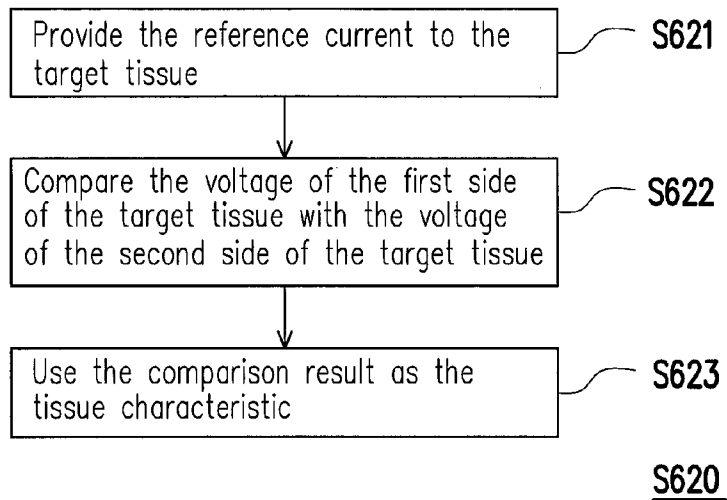 Provide the reference current to the
target tissue
S621
Compare the voltage of the first side
of the target tissue with the voltage
of the second side of the target tissue
S622
Use the comparison result as the
tissue characteristic
S623
S620